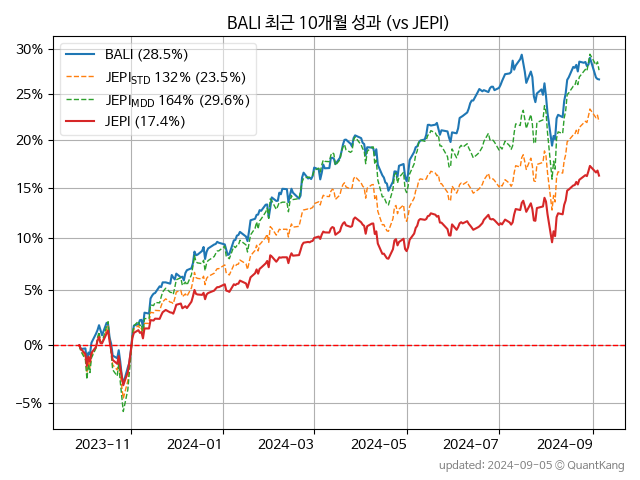 BALI 최근 10개월 성과 (vs JEPI)
BALI (28.5%)
JEPI_STD 132% (23.5%)
JEPI_MDD 164% (29.6%)
JEPI (17.4%)
30%
25%
20%
15%
10%
5%
0%
−5%
2023-11 2024-01 2024-03 2024-05 2024-07 2024-09
updated: 2024-09-05 © QuantKang